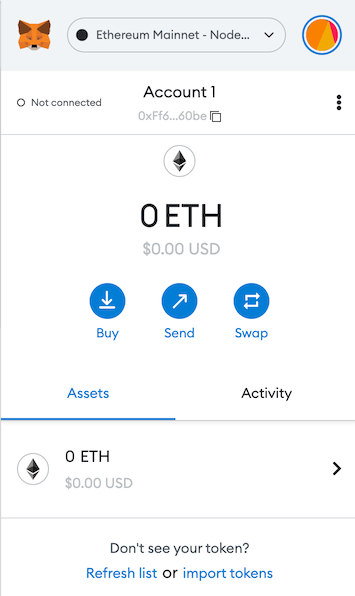 Ethereum Mainnet - Node...
Not connected
Account 1
0xFf6...60be
0 ETH
$0.00 USD
Buy
Send
Swap
Assets
Activity
0 ETH
$0.00 USD
Don't see your token?
Refresh list or import tokens